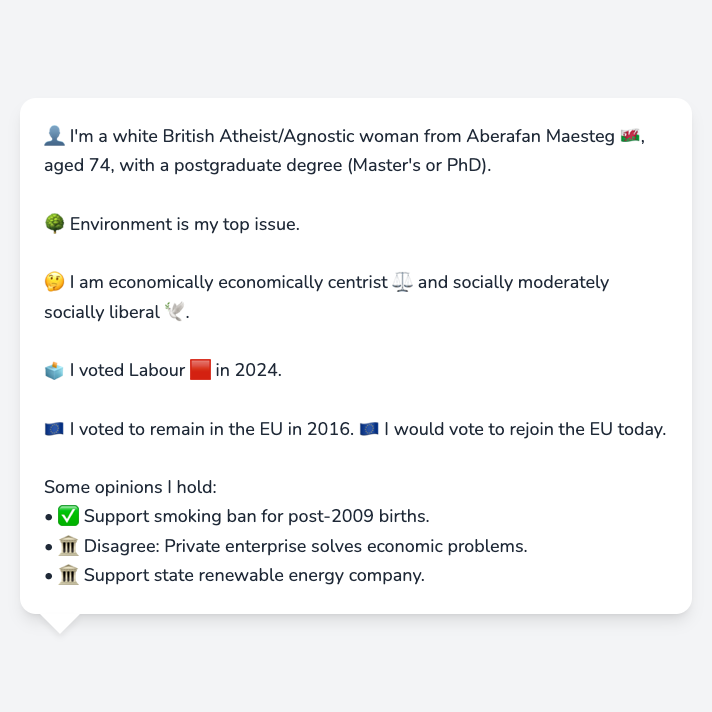 👤 I'm a white British Atheist/Agnostic woman from Aberafan Maesteg 🏴󠁧󠁢󠁷󠁬󠁳󠁿,
aged 74, with a postgraduate degree (Master's or PhD).
🌳 Environment is my top issue.
🤔 I am economically economically centrist ⚖️ and socially moderately
socially liberal 🕊️.
🗳️ I voted Labour 🟥 in 2024.
🇪🇺 I voted to remain in the EU in 2016. 🇪🇺 I would vote to rejoin the EU today.
Some opinions I hold:
• ✅ Support smoking ban for post-2009 births.
• 🏛️ Disagree: Private enterprise solves economic problems.
• 🏛️ Support state renewable energy company.